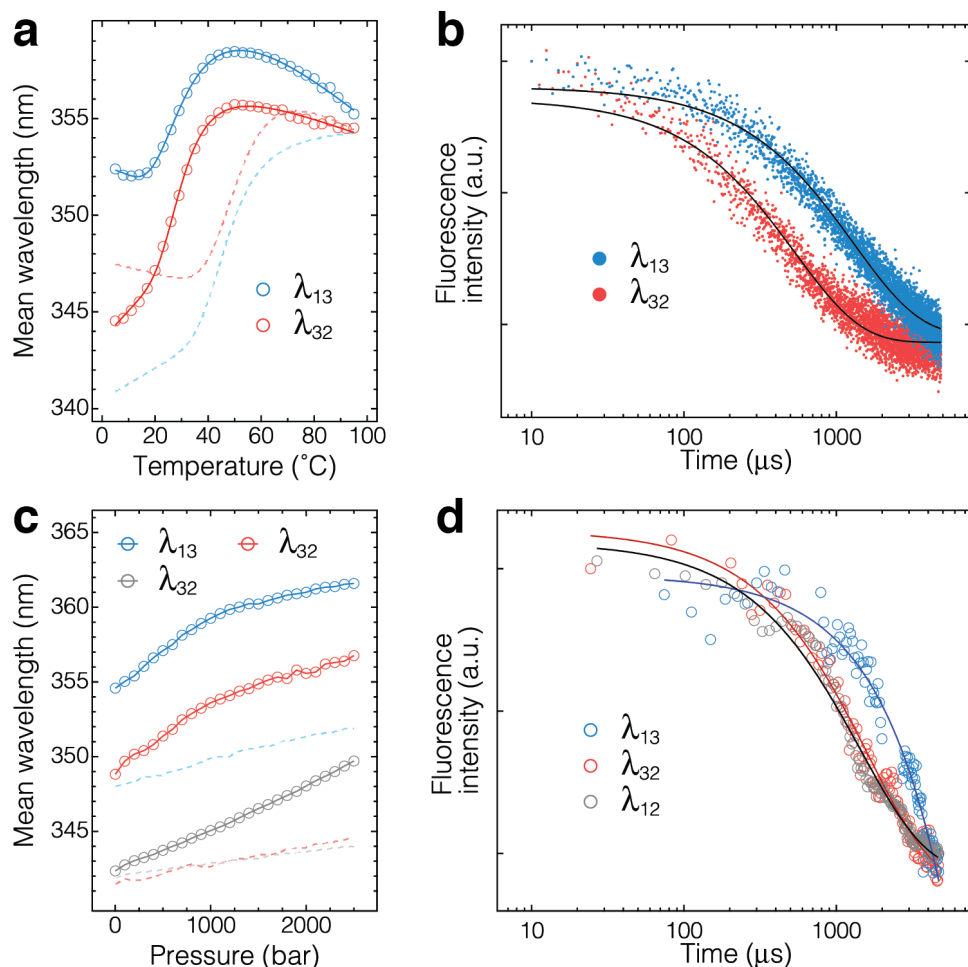 a
Mean wavelength (nm)
355
350
345
340
0 20 40 60 80 100
Temperature (˚C)
λ13
λ32
b
Fluorescence
intensity (a.u.)
10 100 1000
Time (μs)
λ13
λ32
c
Mean wavelength (nm)
365
360
355
350
345
0 1000 2000
Pressure (bar)
λ13 λ32
λ32
d
Fluorescence
intensity (a.u.)
10 100 1000
Time (μs)
λ13
λ32
λ12